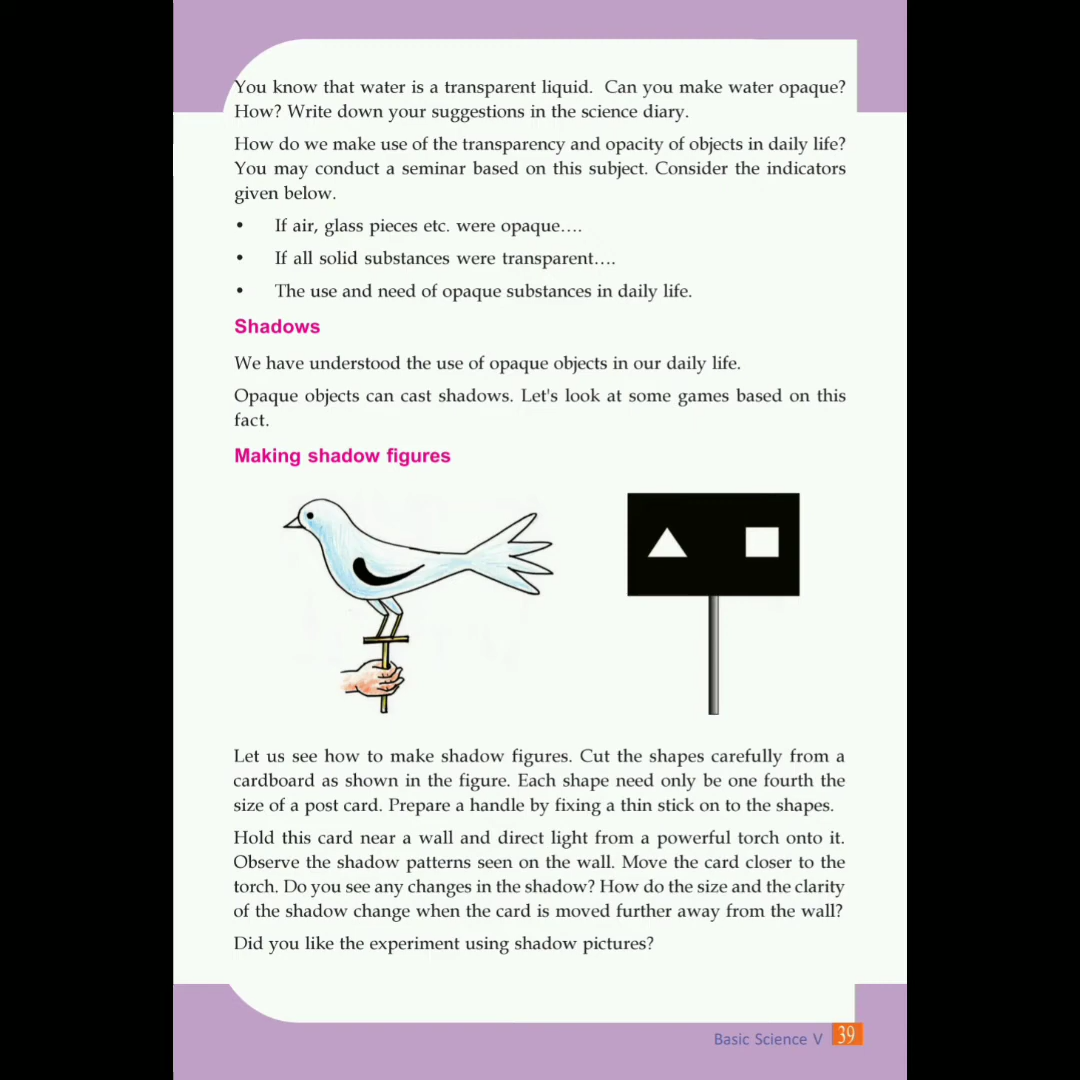 You know that water is a transparent liquid.  Can you make water opaque?
How? Write down your suggestions in the science diary.
How do we make use of the transparency and opacity of objects in daily life?
You may conduct a seminar based on this subject. Consider the indicators
given below.
• If air, glass pieces etc. were opaque....
• If all solid substances were transparent....
• The use and need of opaque substances in daily life.
Shadows
We have understood the use of opaque objects in our daily life.
Opaque objects can cast shadows. Let's look at some games based on this
fact.
Making shadow figures
Let us see how to make shadow figures. Cut the shapes carefully from a
cardboard as shown in the figure. Each shape need only be one fourth the
size of a post card. Prepare a handle by fixing a thin stick on to the shapes.
Hold this card near a wall and direct light from a powerful torch onto it.
Observe the shadow patterns seen on the wall. Move the card closer to the
torch. Do you see any changes in the shadow? How do the size and the clarity
of the shadow change when the card is moved further away from the wall?
Did you like the experiment using shadow pictures?
Basic Science V 39